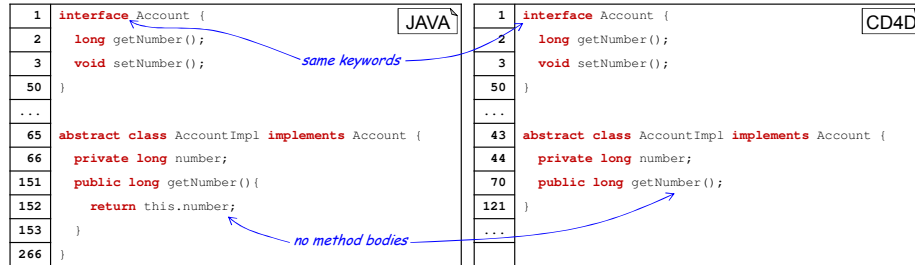 JAVA
1 interface Account {
2 long getNumber();
3 void setNumber();
50 }
...
65 abstract class AccountImpl implements Account {
66 private long number;
151 public long getNumber(){
152 return this.number;
153 }
266 }
same keywords
no method bodies
CD4D
1 interface Account {
2 long getNumber();
3 void setNumber();
50 }
...
43 abstract class AccountImpl implements Account {
44 private long number;
70 public long getNumber();
121 }
...